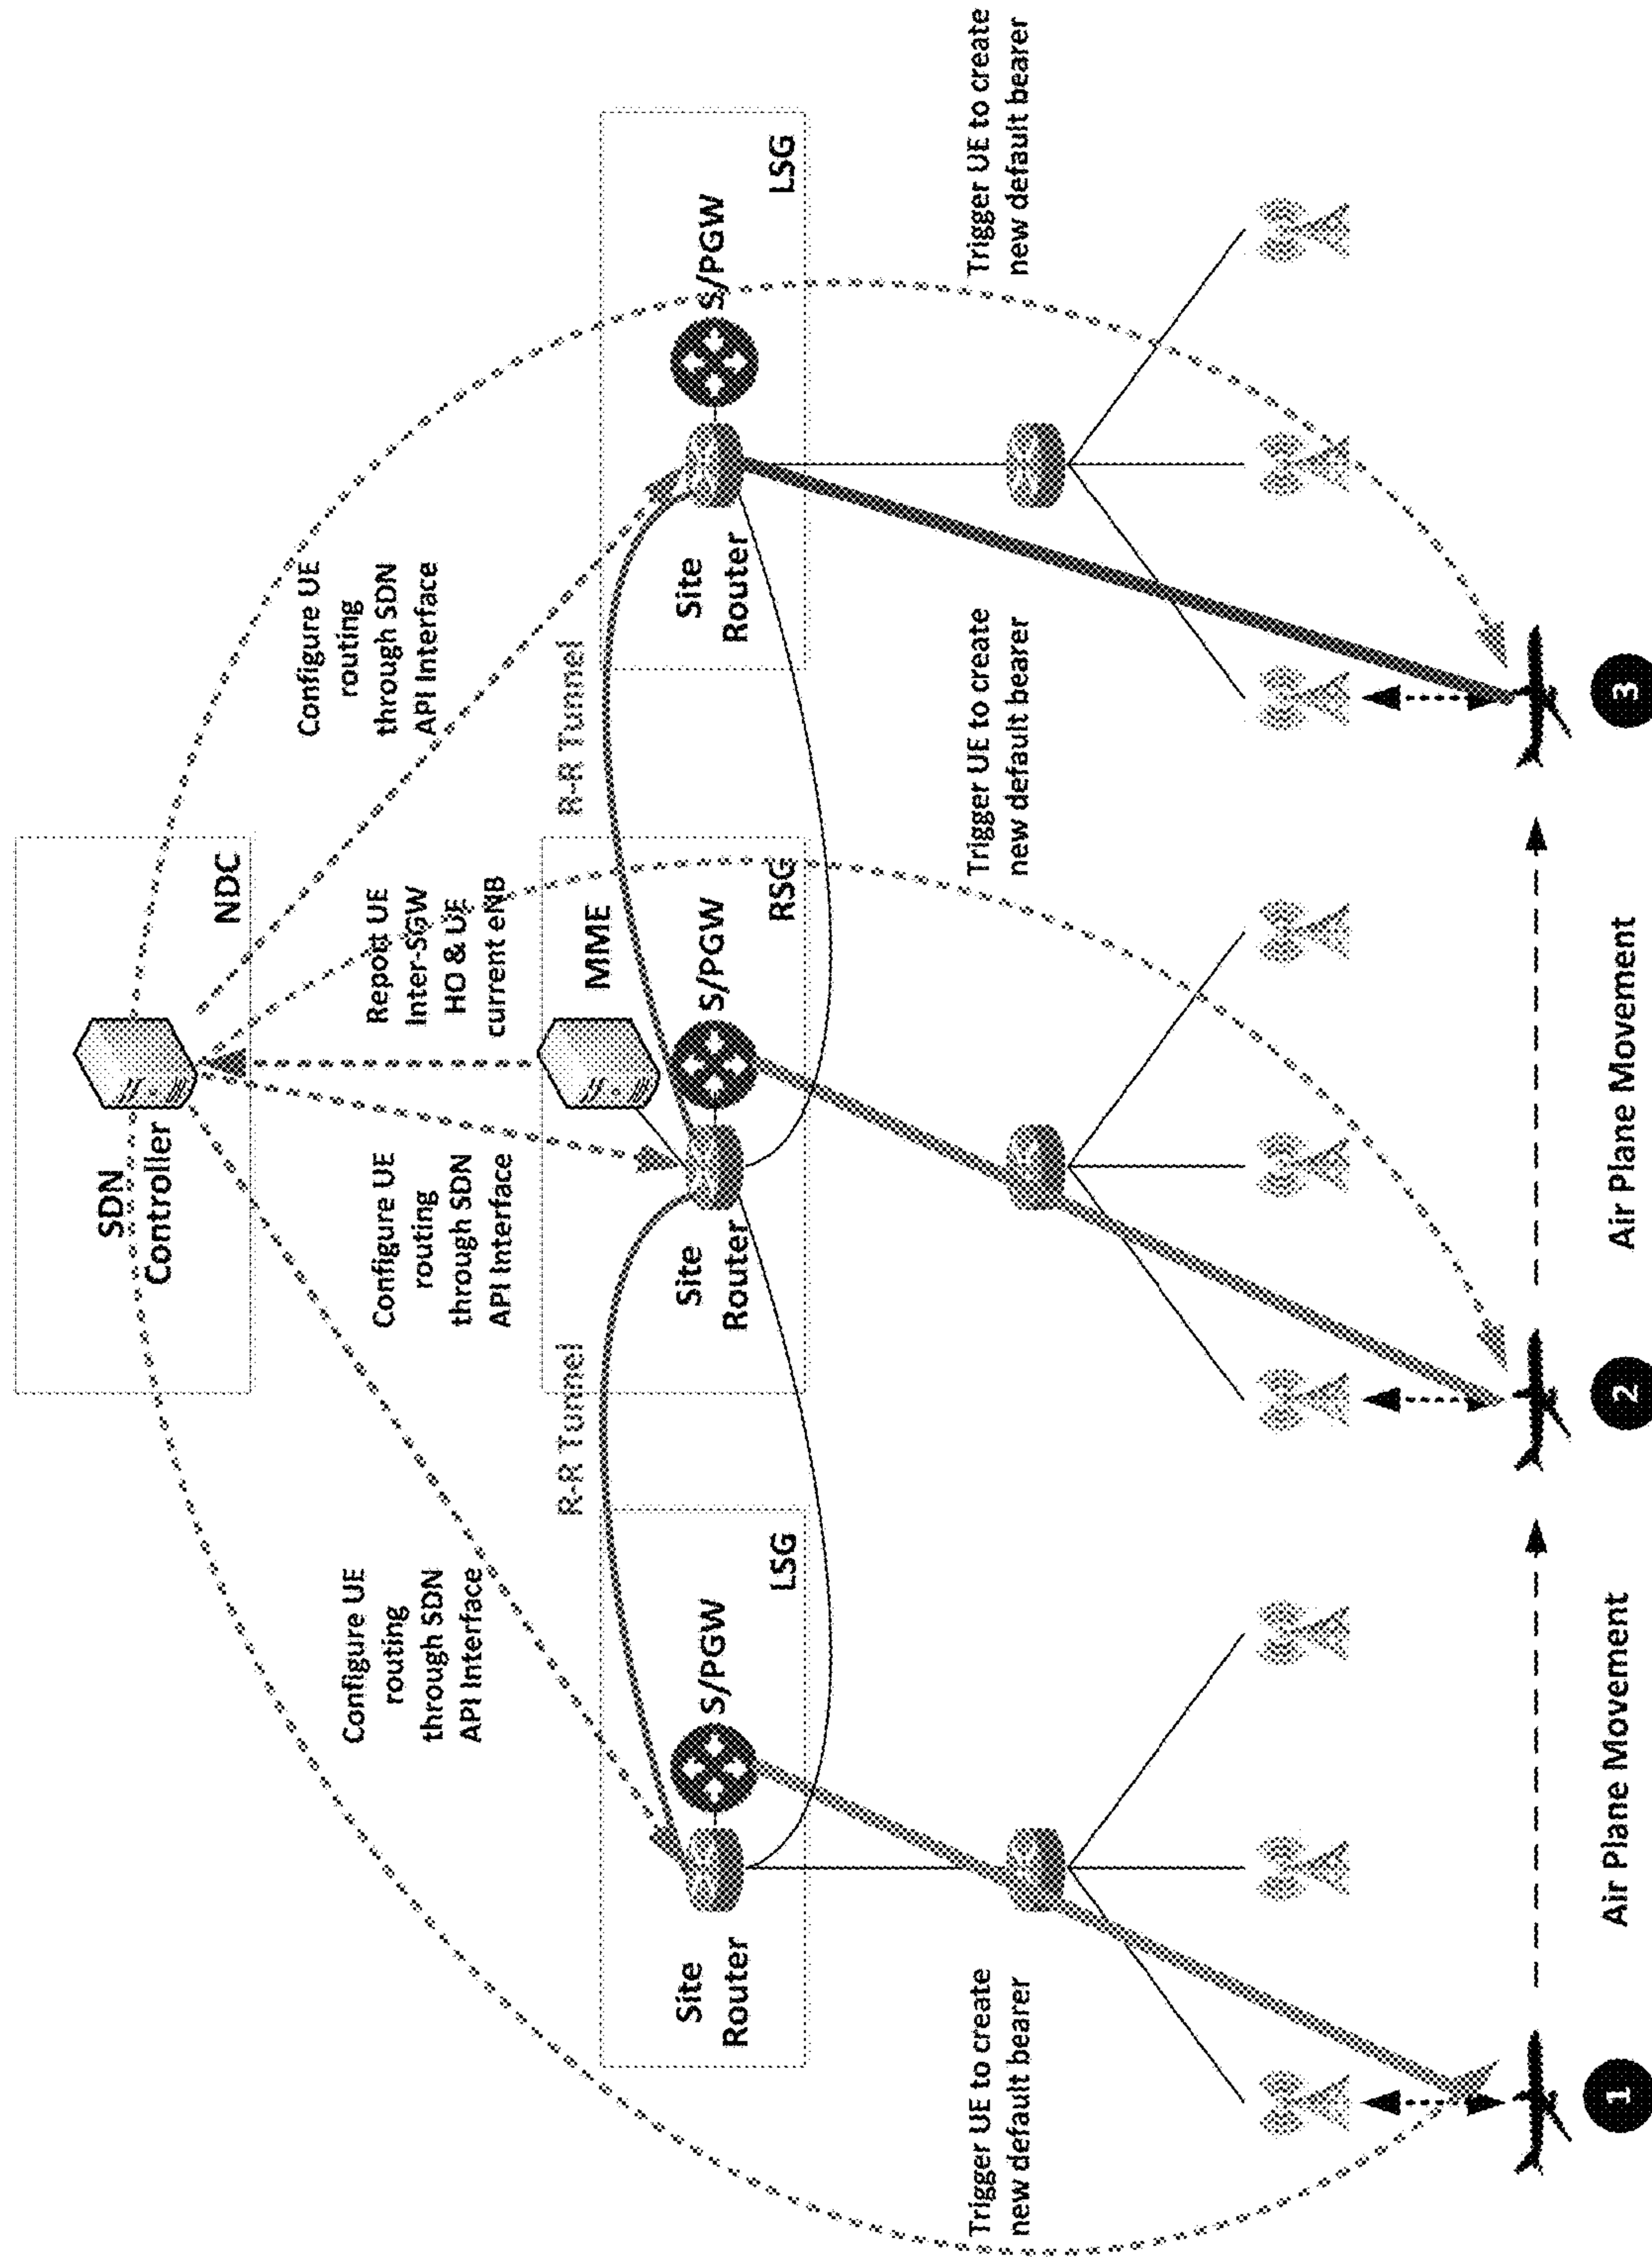 SDN
Controller
NDC
Configure UE
routing
through SDN
API Interface
Configure UE
routing
through SDN
API Interface
Report UE
Inter-SGW
HO & UE
current eNB
Configure UE
routing
through SDN
API Interface
R-R Tunnel
R-R Tunnel
Site
Router
S/PGW
LSG
Site
Router
MME
S/PGW
RSG
Site
Router
S/PGW
LSG
Trigger UE to create
new default bearer
Trigger UE to create
new default bearer
Trigger UE to create
new default bearer
1
Air Plane Movement
2
Air Plane Movement
3